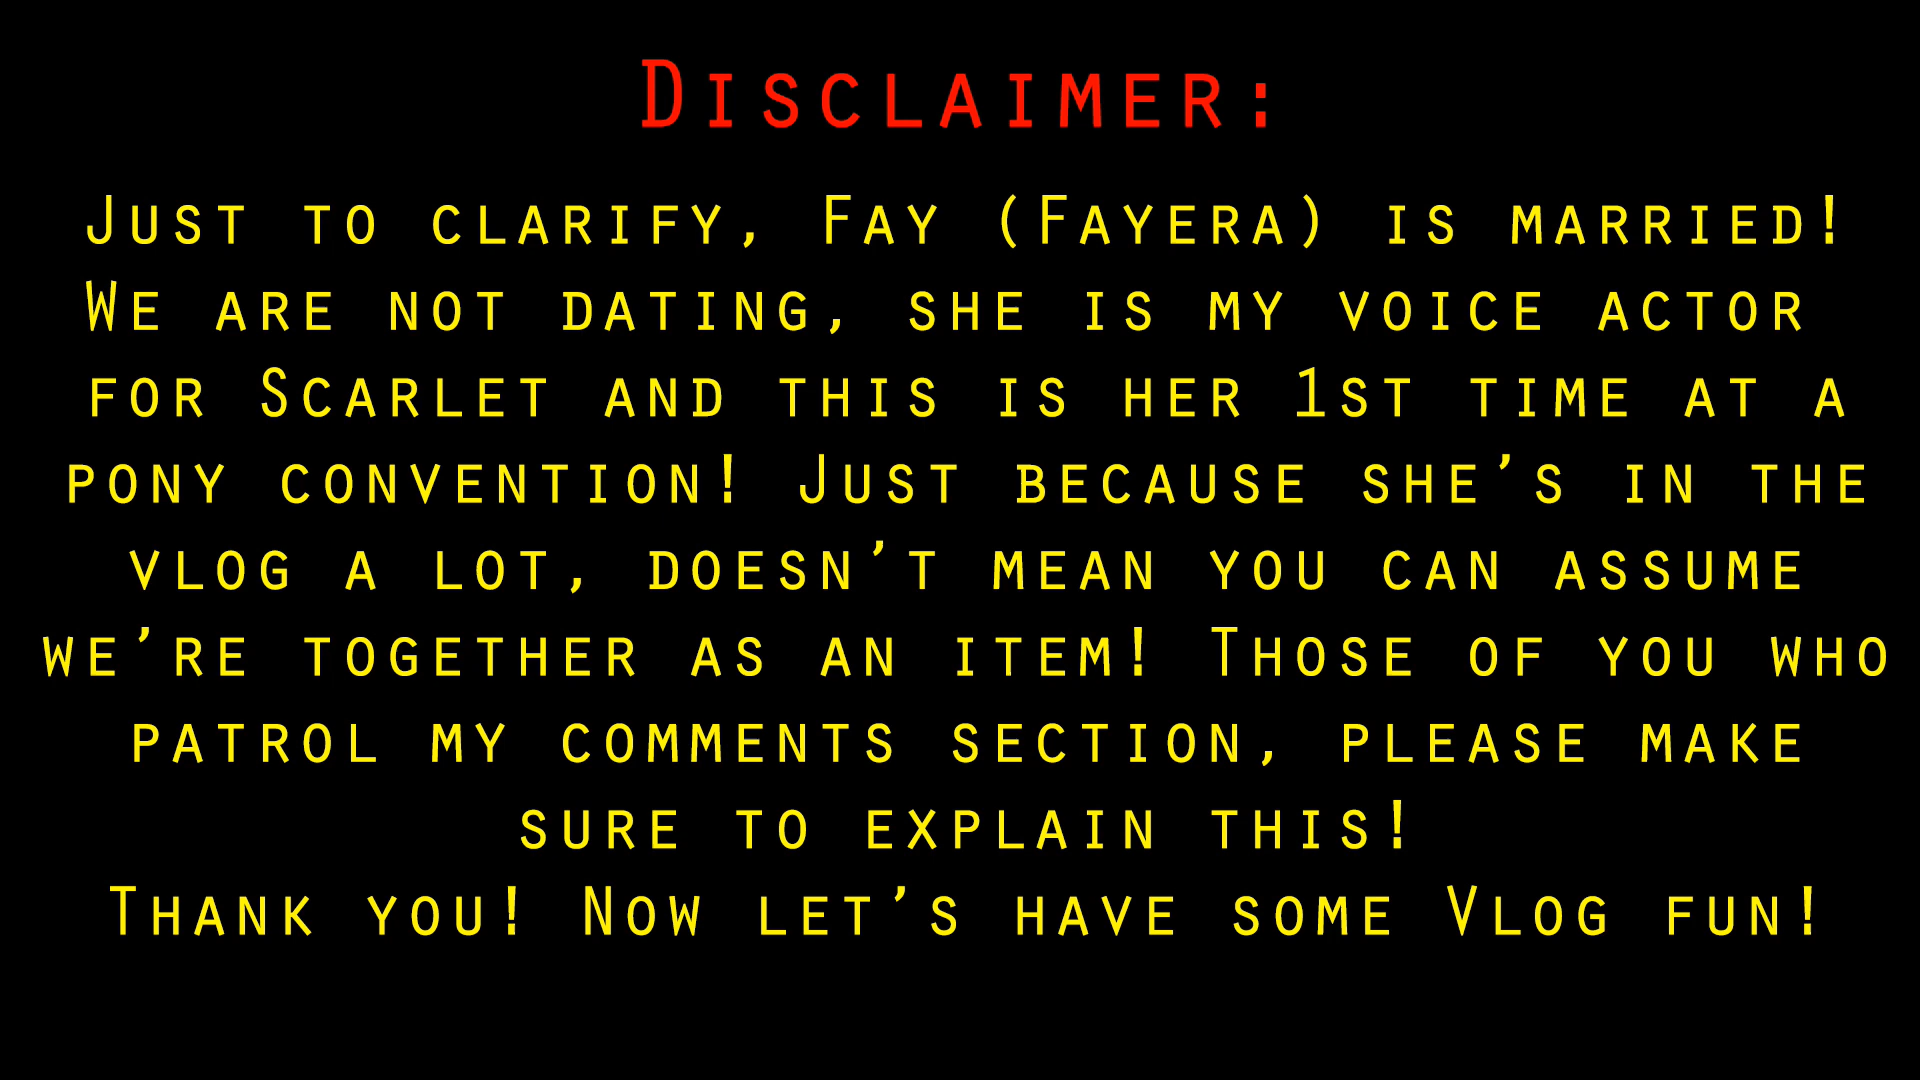 Disclaimer:
Just to clarify, Fay (Fayera) is married!
We are not dating, she is my voice actor
for Scarlet and this is her 1st time at a
pony convention! Just because she's in the
vlog a lot, doesn't mean you can assume
we're together as an item! Those of you who
patrol my comments section, please make
sure to explain this!
Thank you! Now let's have some Vlog fun!